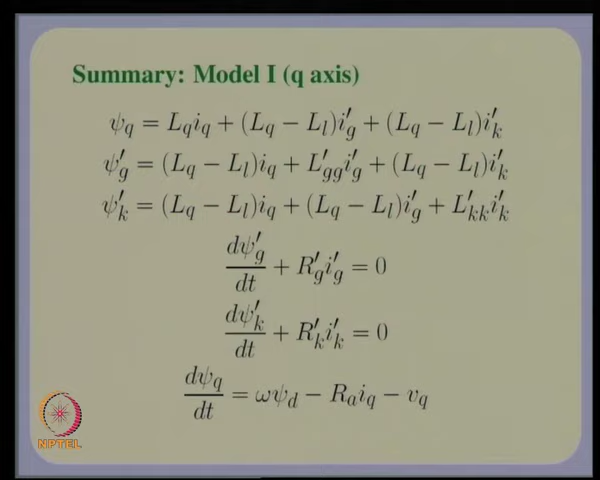 Summary: Model I (q axis)
ψ_q = L_q i_q + (L_q − L_l)i′_g + (L_q − L_l)i′_k
ψ′_g = (L_q − L_l)i_q + L′_gg i′_g + (L_q − L_l)i′_k
ψ′_k = (L_q − L_l)i_q + (L_q − L_l)i′_g + L′_kk i′_k
dψ′_g/dt + R′_g i′_g = 0
dψ′_k/dt + R′_k i′_k = 0
dψ_q/dt = ωψ_d − R_a i_q − v_q
NPTEL